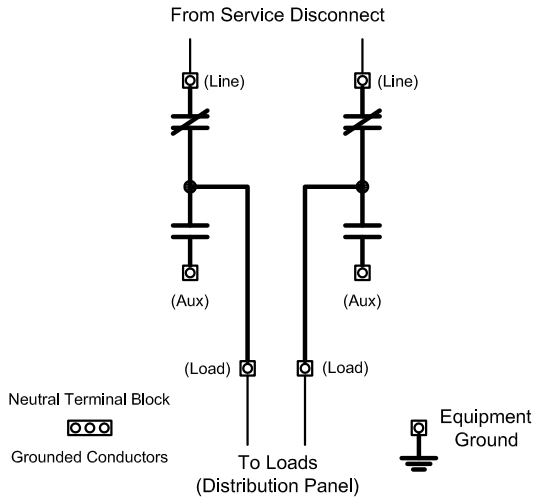 From Service Disconnect
(Line)
(Line)
(Aux)
(Aux)
(Load)
(Load)
Neutral Terminal Block
Grounded Conductors
To Loads
(Distribution Panel)
Equipment
Ground